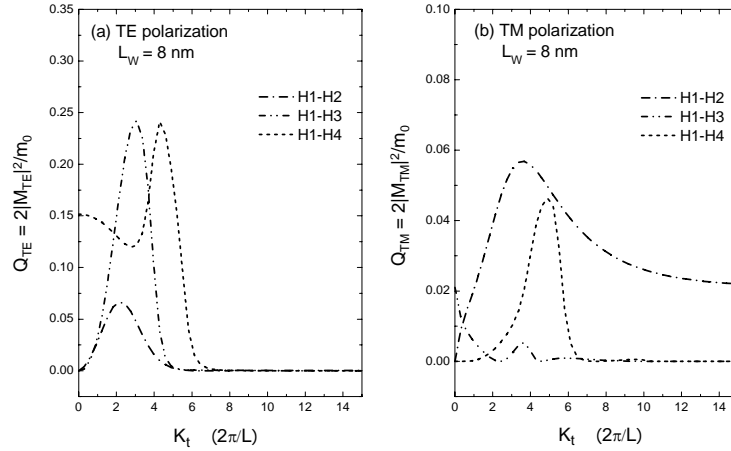 (a) TE polarization
L_W = 8 nm
H1-H2
H1-H3
H1-H4
0.35
0.30
0.25
0.20
0.15
0.10
0.05
0.00
Q_TE = 2|M_TE|²/m_0
0 2 4 6 8 10 12 14
K_t (2π/L)
(b) TM polarization
L_W = 8 nm
H1-H2
H1-H3
H1-H4
0.10
0.08
0.06
0.04
0.02
0.00
Q_TM = 2|M_TM|²/m_0
0 2 4 6 8 10 12 14
K_t (2π/L)